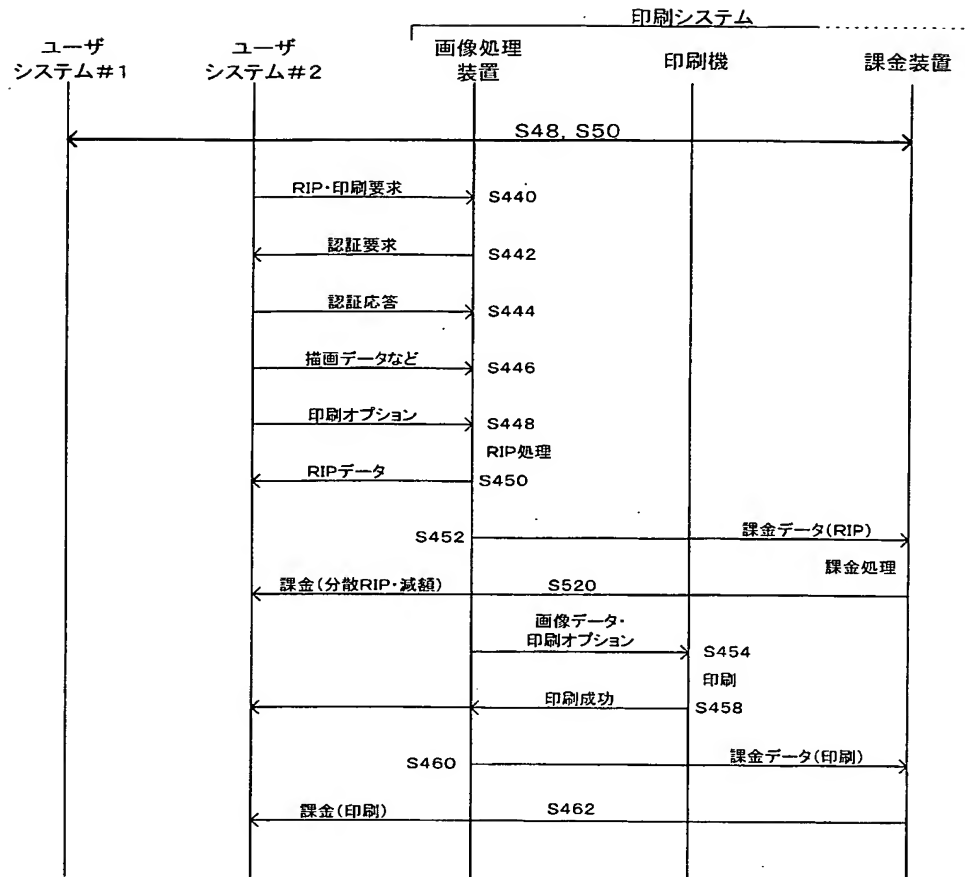 印刷システム
ユーザ
システム#1
ユーザ
システム#2
画像処理
装置
印刷機
課金装置
S48, S50
RIP・印刷要求
S440
認証要求
S442
認証応答
S444
描画データなど
S446
印刷オプション
S448
RIP処理
RIPデータ
S450
S452
課金データ(RIP)
課金処理
課金(分散RIP・減額)
S520
画像データ・
印刷オプション
S454
印刷
印刷成功
S458
S460
課金データ(印刷)
課金(印刷)
S462